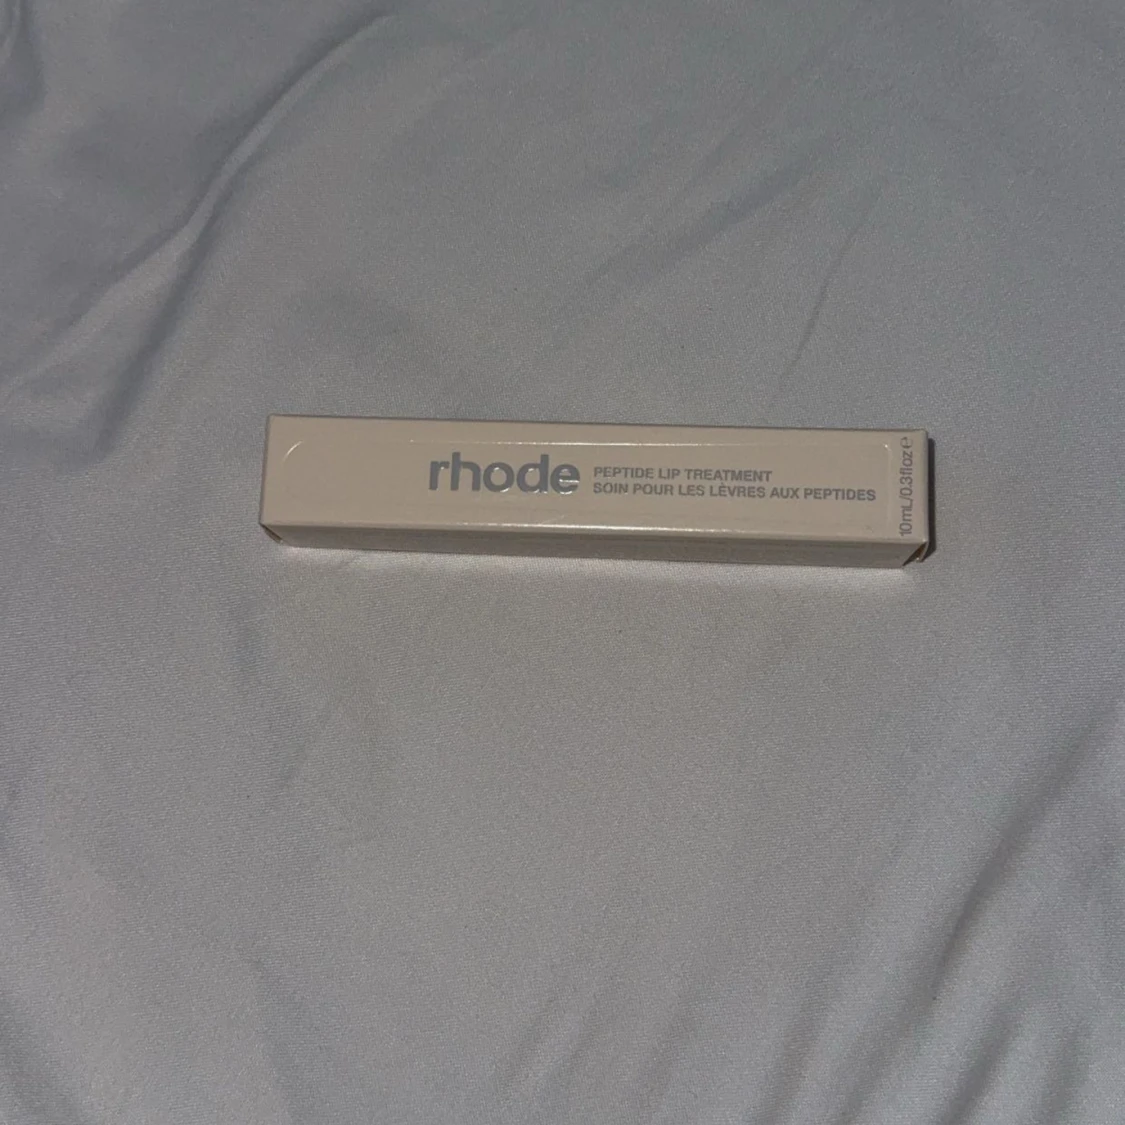 rhode
PEPTIDE LIP TREATMENT
SOIN POUR LES LÈVRES AUX PEPTIDES
10mL/0.3floz℮